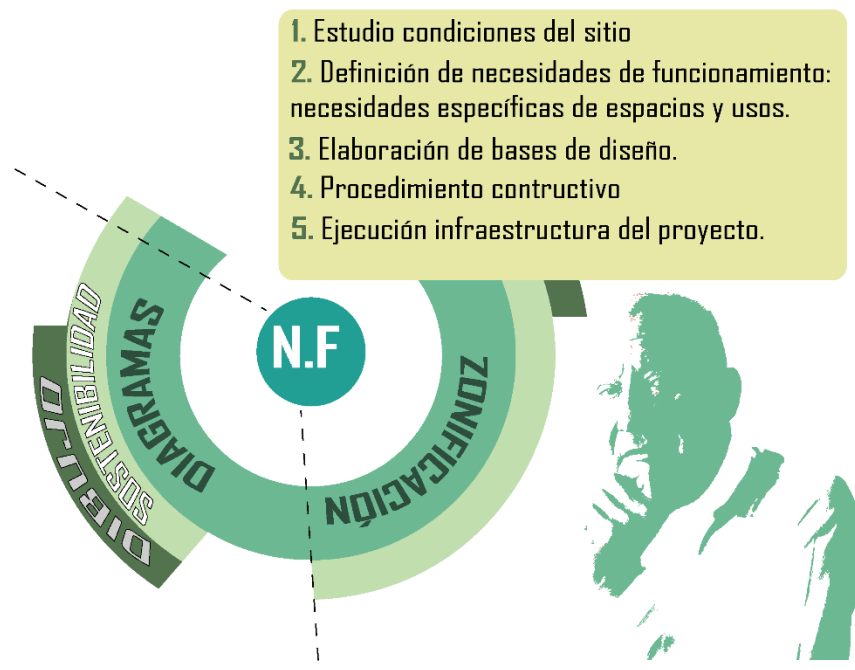 1. Estudio condiciones del sitio
2. Definición de necesidades de funcionamiento:
necesidades específicas de espacios y usos.
3. Elaboración de bases de diseño.
4. Procedimiento contructivo
5. Ejecución infraestructura del proyecto.
N.F
DIAGRAMAS
ZONIFICACIÓN
SOSTENIBILIDAD
DIBUJO